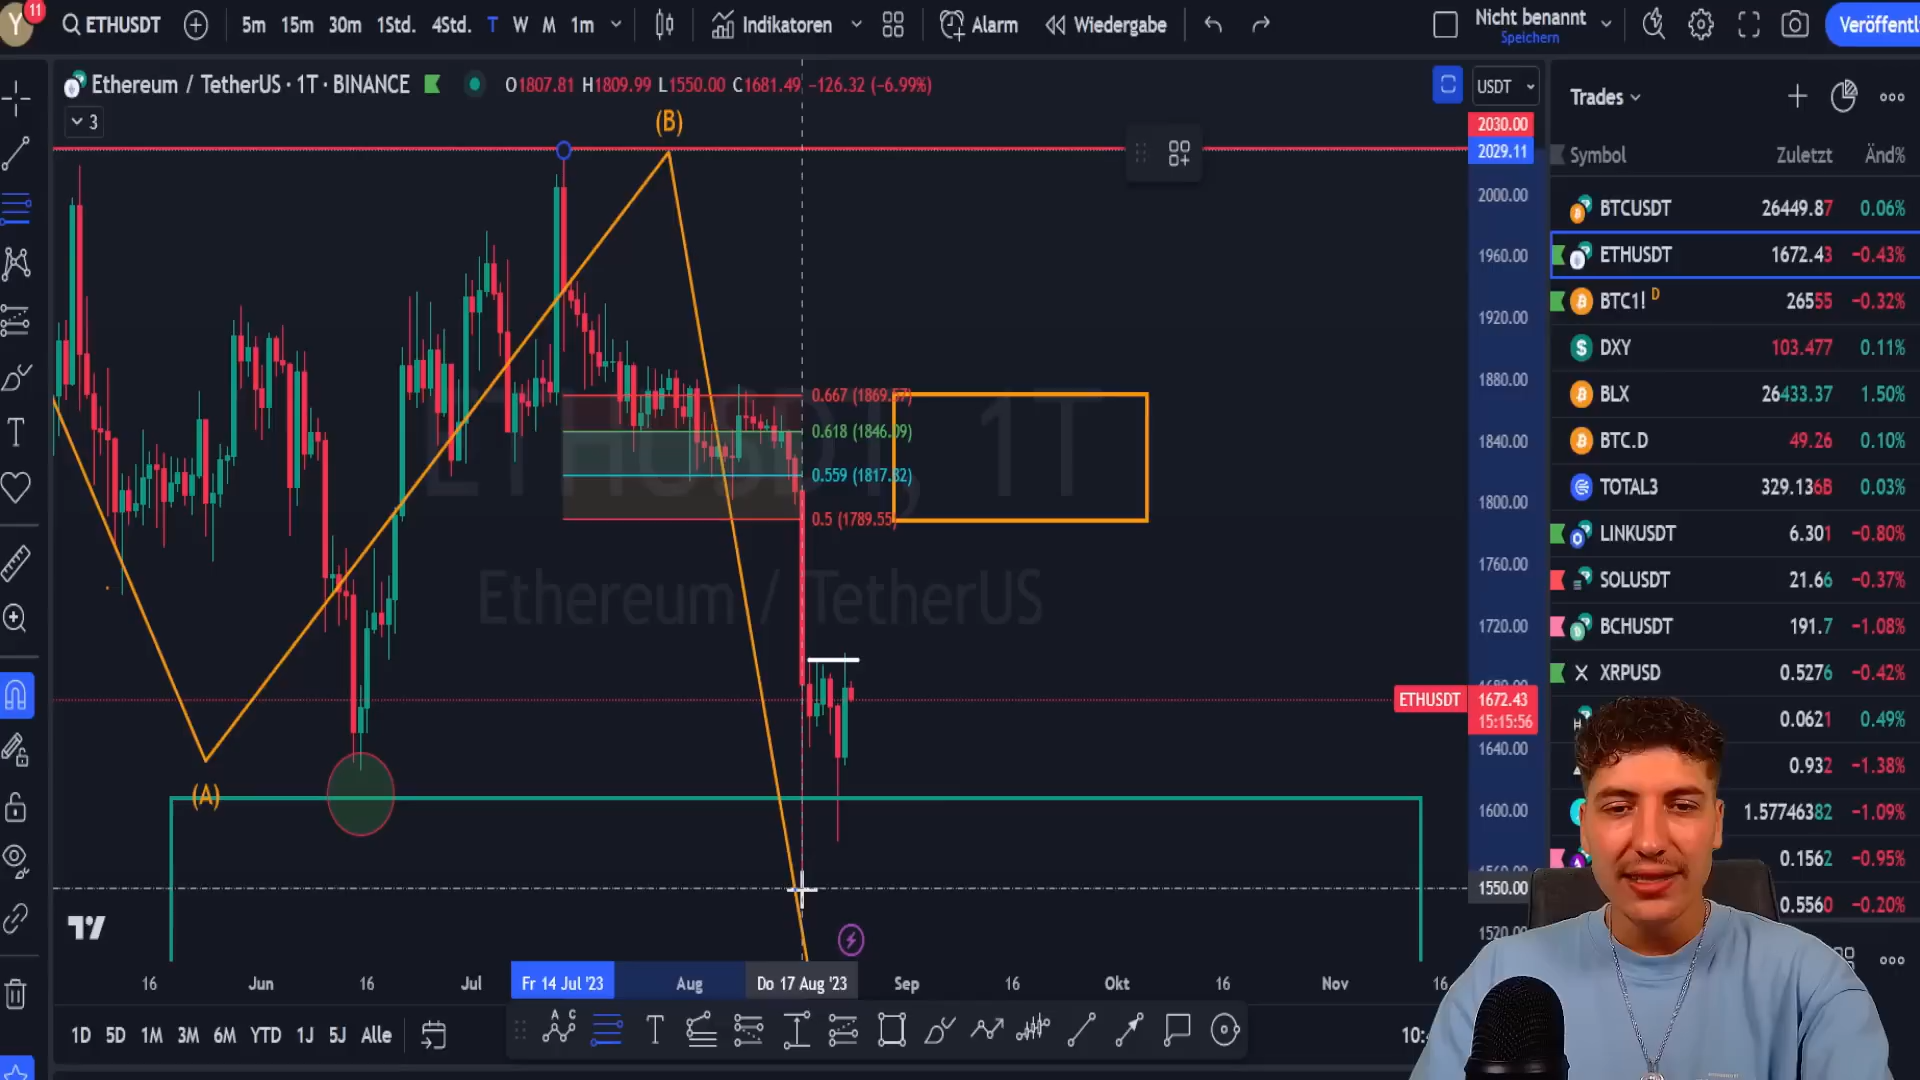 Y 11
ETHUSDT 5m 15m 30m 1Std. 4Std. T W M 1m Indikatoren Alarm Wiedergabe Nicht benannt Veröffentl
Speichern
Ethereum / TetherUS · 1T · BINANCE O1807.81 H1809.99 L1550.00 C1681.49 −126.32 (−6.99%) USDT
3
Trades
Symbol Zuletzt Änd%
BTCUSDT 26449.87 0.06%
ETHUSDT 1672.43 −0.43%
BTC1! D 26555 −0.32%
DXY 103.477 0.11%
BLX 26433.37 1.50%
BTC.D 49.26 0.10%
TOTAL3 329.136B 0.03%
LINKUSDT 6.301 −0.80%
SOLUSDT 21.66 −0.37%
BCHUSDT 191.7 −1.08%
XRPUSD 0.5276 −0.42%
0.0621 0.49%
0.932 −1.38%
1.57746382 −1.09%
0.1562 −0.95%
0.5560 −0.20%
(B)
(A)
0.667 (1869.57)
0.618 (1846.09)
0.559 (1817.82)
0.5 (1789.55)
ETHUSDT, 1T
Ethereum / TetherUS
2030.00
2029.11
2000.00
1960.00
1920.00
1880.00
1840.00
1800.00
1760.00
1720.00
ETHUSDT 1672.43
15:15:56
1640.00
1600.00
1550.00
1520.00
16 Jun 16 Jul Fr 14 Jul '23 Aug Do 17 Aug '23 Sep 16 Okt 16 Nov 16
1D 5D 1M 3M 6M YTD 1J 5J Alle